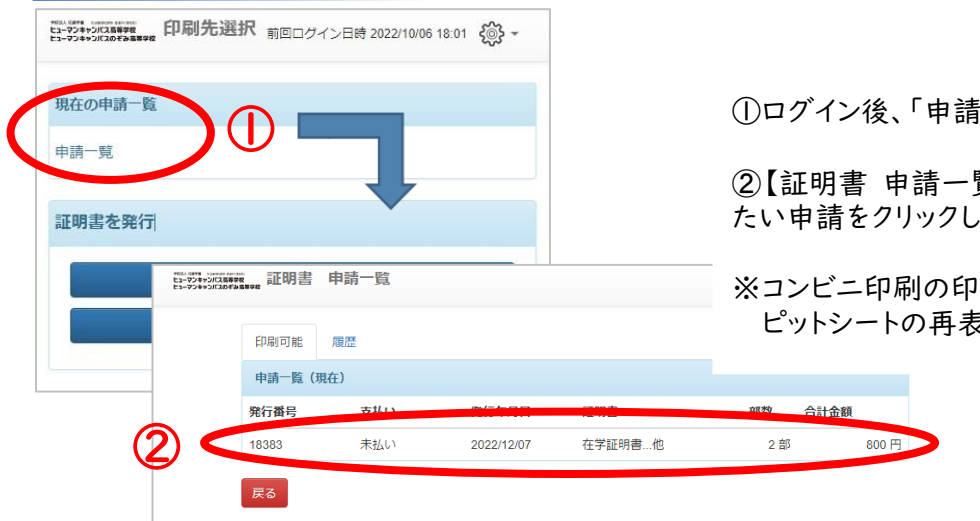 ヒューマンキャンパス高等学校
ヒューマンキャンパスのぞみ高等学校
印刷先選択
前回ログイン日時 2022/10/06 18:01
現在の申請一覧
①
申請一覧
証明書を発行
ヒューマンキャンパス高等学校
ヒューマンキャンパスのぞみ高等学校
証明書 申請一覧
印刷可能 履歴
申請一覧 (現在)
発行番号 支払い 部数 合計金額
②
18383 未払い 2022/12/07 在学証明書...他 2 部 800 円
戻る
①ログイン後、「申請
②【証明書 申請一覧
たい申請をクリックし
※コンビニ印刷の印
ピットシートの再表